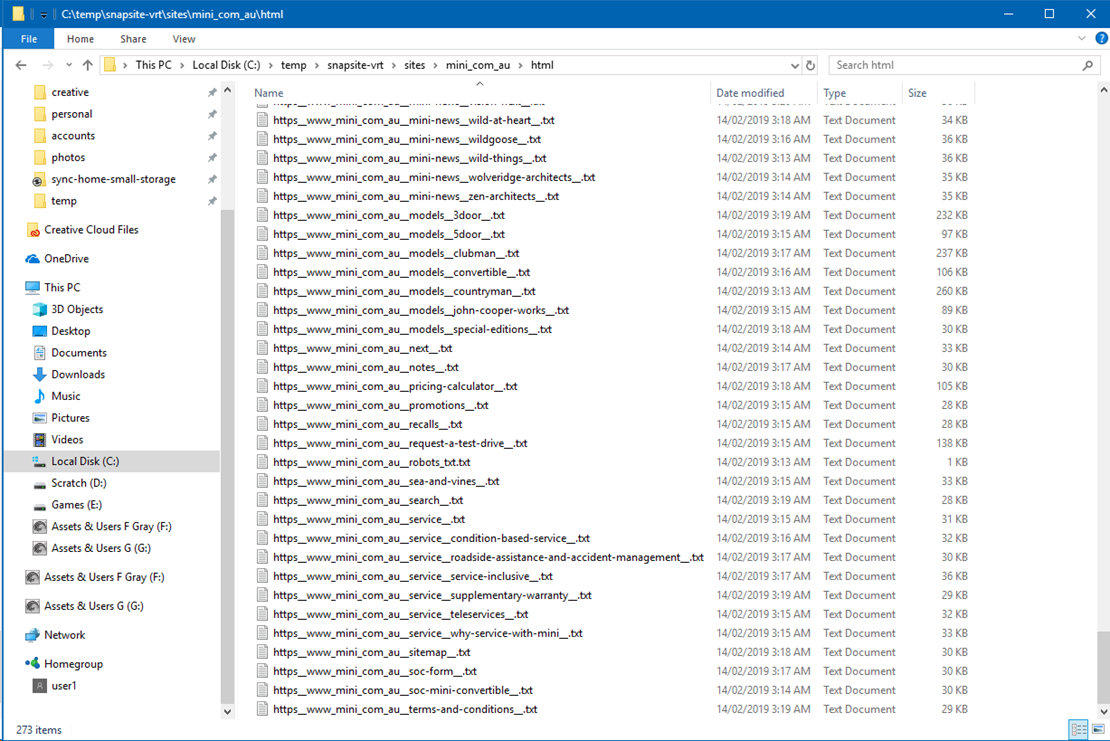 C:\temp\snapsite-vrt\sites\mini_com_au\html
File Home Share View
This PC Local Disk (C:) temp snapsite-vrt sites mini_com_au html
Search html
creative
personal
accounts
photos
sync-home-small-storage
temp
Creative Cloud Files
OneDrive
This PC
3D Objects
Desktop
Documents
Downloads
Music
Pictures
Videos
Local Disk (C:)
Scratch (D:)
Games (E:)
Assets & Users F Gray (F:)
Assets & Users G (G:)
Assets & Users F Gray (F:)
Assets & Users G (G:)
Network
Homegroup
user1
Name Date modified Type Size
https__www_mini_com_au__mini-news__wild-at-heart__.txt 14/02/2019 3:18 AM Text Document 34 KB
https__www_mini_com_au__mini-news__wildgoose__.txt 14/02/2019 3:16 AM Text Document 36 KB
https__www_mini_com_au__mini-news__wild-things__.txt 14/02/2019 3:13 AM Text Document 36 KB
https__www_mini_com_au__mini-news__wolveridge-architects__.txt 14/02/2019 3:14 AM Text Document 35 KB
https__www_mini_com_au__mini-news__zen-architects__.txt 14/02/2019 3:14 AM Text Document 35 KB
https__www_mini_com_au__models__3door__.txt 14/02/2019 3:19 AM Text Document 232 KB
https__www_mini_com_au__models__5door__.txt 14/02/2019 3:15 AM Text Document 97 KB
https__www_mini_com_au__models__clubman__.txt 14/02/2019 3:17 AM Text Document 237 KB
https__www_mini_com_au__models__convertible__.txt 14/02/2019 3:16 AM Text Document 106 KB
https__www_mini_com_au__models__countryman__.txt 14/02/2019 3:13 AM Text Document 260 KB
https__www_mini_com_au__models__john-cooper-works__.txt 14/02/2019 3:15 AM Text Document 89 KB
https__www_mini_com_au__models__special-editions__.txt 14/02/2019 3:18 AM Text Document 30 KB
https__www_mini_com_au__next__.txt 14/02/2019 3:14 AM Text Document 33 KB
https__www_mini_com_au__notes__.txt 14/02/2019 3:17 AM Text Document 30 KB
https__www_mini_com_au__pricing-calculator__.txt 14/02/2019 3:18 AM Text Document 105 KB
https__www_mini_com_au__promotions__.txt 14/02/2019 3:15 AM Text Document 28 KB
https__www_mini_com_au__recalls__.txt 14/02/2019 3:15 AM Text Document 28 KB
https__www_mini_com_au__request-a-test-drive__.txt 14/02/2019 3:15 AM Text Document 138 KB
https__www_mini_com_au__robots_txt.txt 14/02/2019 3:13 AM Text Document 1 KB
https__www_mini_com_au__sea-and-vines__.txt 14/02/2019 3:15 AM Text Document 33 KB
https__www_mini_com_au__search__.txt 14/02/2019 3:19 AM Text Document 28 KB
https__www_mini_com_au__service__.txt 14/02/2019 3:15 AM Text Document 31 KB
https__www_mini_com_au__service__condition-based-service__.txt 14/02/2019 3:16 AM Text Document 32 KB
https__www_mini_com_au__service__roadside-assistance-and-accident-management__.txt 14/02/2019 3:17 AM Text Document 30 KB
https__www_mini_com_au__service__service-inclusive__.txt 14/02/2019 3:17 AM Text Document 36 KB
https__www_mini_com_au__service__supplementary-warranty__.txt 14/02/2019 3:19 AM Text Document 29 KB
https__www_mini_com_au__service__teleservices__.txt 14/02/2019 3:15 AM Text Document 32 KB
https__www_mini_com_au__service__why-service-with-mini__.txt 14/02/2019 3:15 AM Text Document 33 KB
https__www_mini_com_au__sitemap__.txt 14/02/2019 3:18 AM Text Document 30 KB
https__www_mini_com_au__soc-form__.txt 14/02/2019 3:17 AM Text Document 30 KB
https__www_mini_com_au__soc-mini-convertible__.txt 14/02/2019 3:14 AM Text Document 30 KB
https__www_mini_com_au__terms-and-conditions__.txt 14/02/2019 3:19 AM Text Document 29 KB
273 items